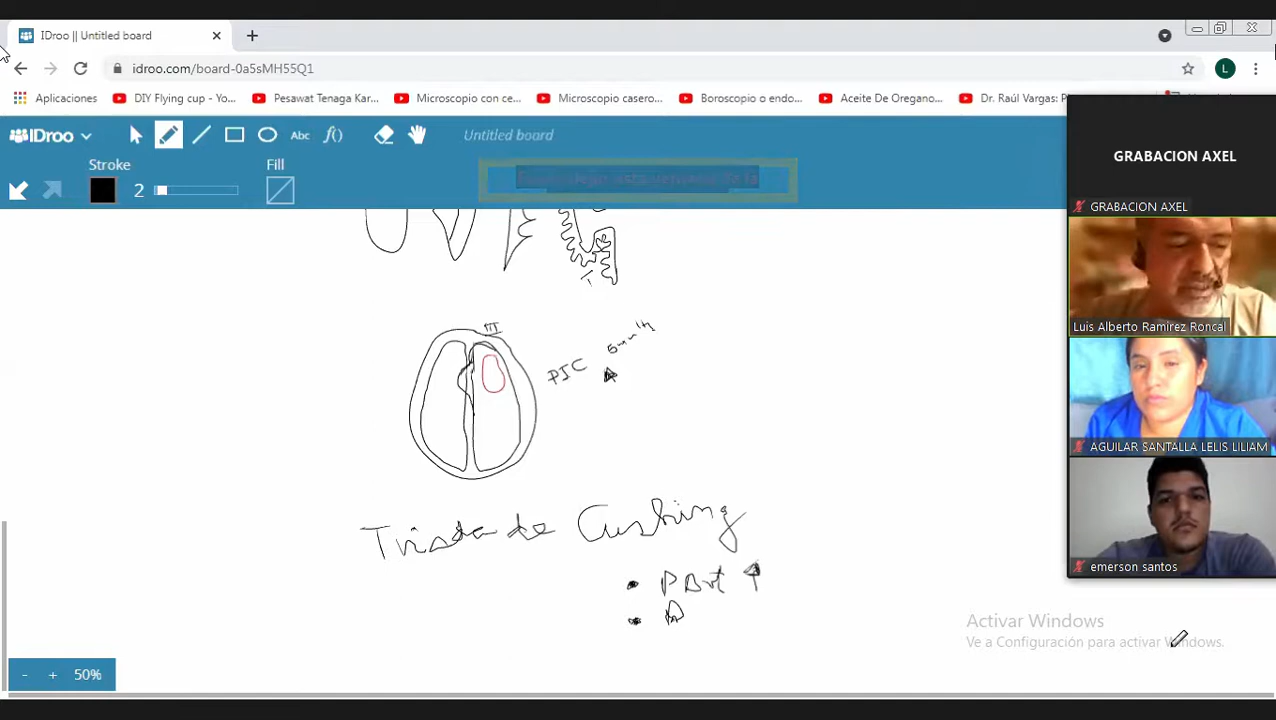 IDroo || Untitled board
idroo.com/board-0a5sMH55Q1
L
Aplicaciones
DIY Flying cup - Yo...
Pesawat Tenaga Kar...
Microscopio con ce...
Microscopio casero...
Boroscopio o endo...
Aceite De Oregano...
Dr. Raúl Vargas: P
IDroo
Abc
f()
Untitled board
Stroke
Fill
2
GRABACION AXEL
GRABACION AXEL
Luis Alberto Ramirez Roncal
AGUILAR SANTALLA LELIS LILIAM
emerson santos
III
PIC
Triada de Cushing
• P Art ↑
•
Activar Windows
Ve a Configuración para activar Windows.
- + 50%